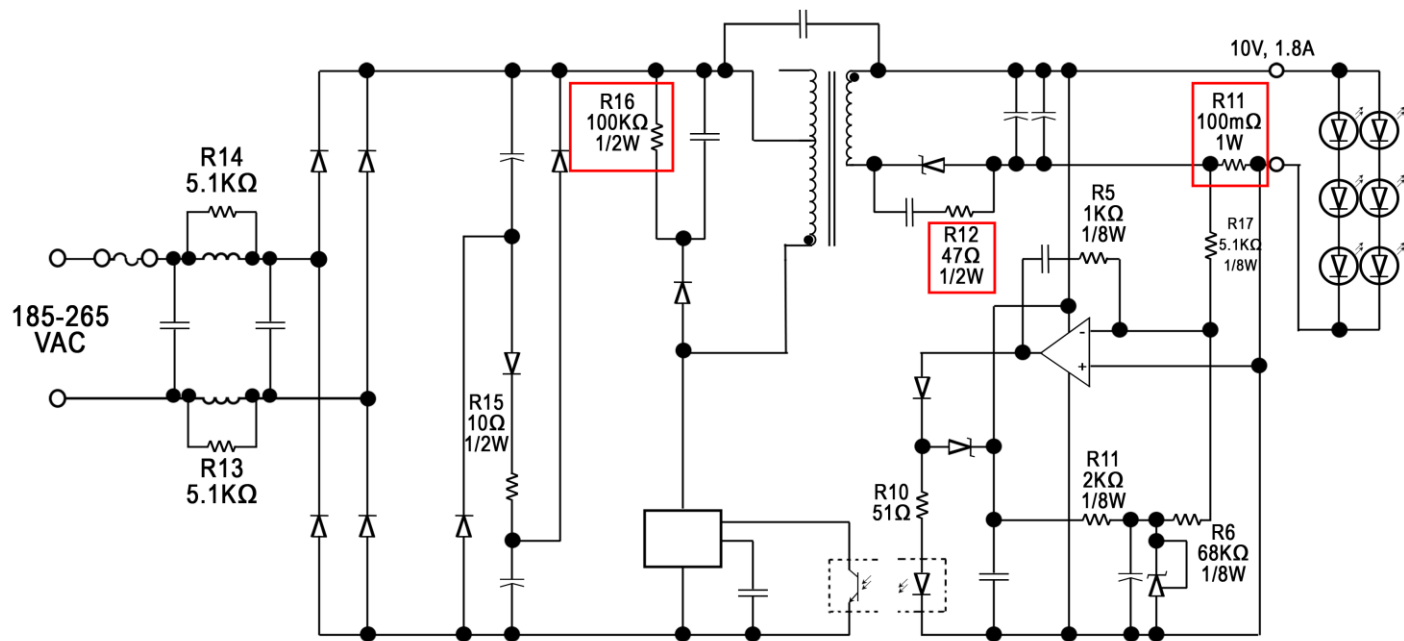 10V, 1.8A
R16
100KΩ
1/2W
R11
100mΩ
1W
R14
5.1KΩ
R5
1KΩ
1/8W
R17
5.1KΩ
1/8W
R12
47Ω
1/2W
185-265
VAC
-
+
R15
10Ω
1/2W
R13
5.1KΩ
R11
2KΩ
1/8W
R10
51Ω
R6
68KΩ
1/8W